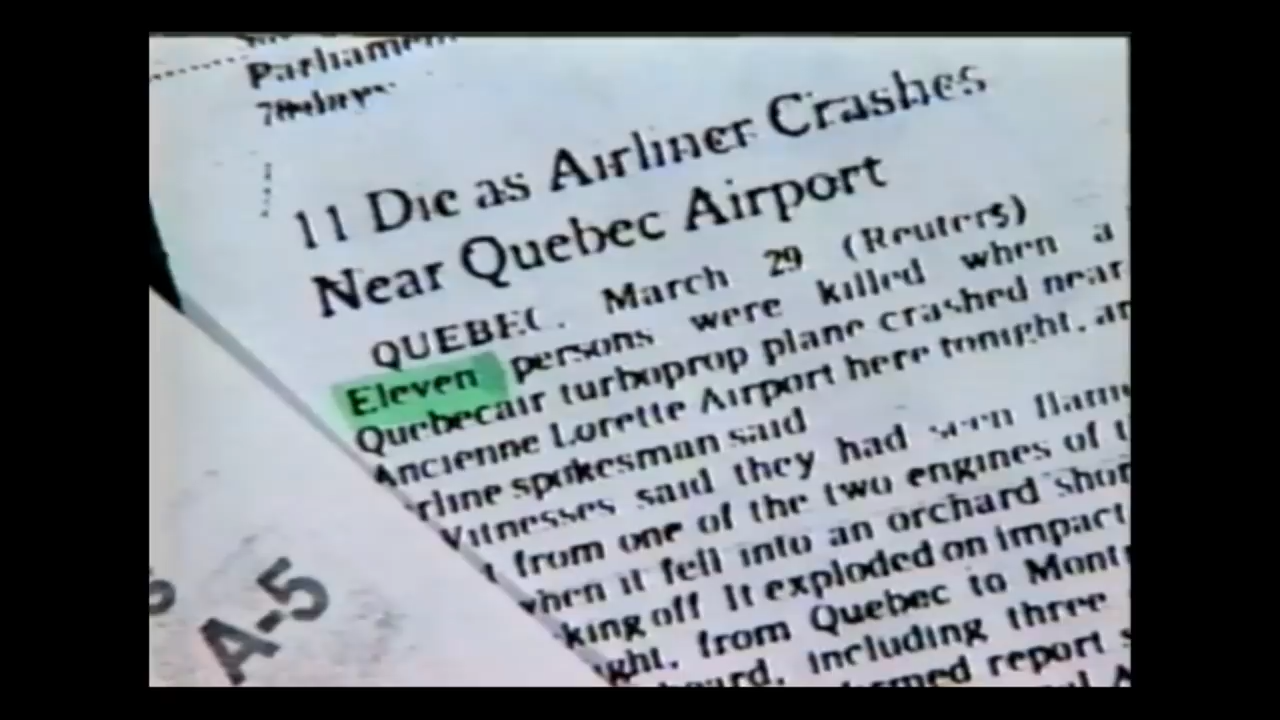 Parliament
11 Die as Airliner Crashes
Near Quebec Airport
QUEBEC, March 29 (Reuters)
Eleven persons were killed when a
Quebecair turboprop plane crashed near
Ancienne Lorette Airport here tonight, an
rline spokesman said
Witnesses said they had seen flam
t from one of the two engines of t
when it fell into an orchard shor
king off It exploded on impact
ght, from Quebec to Mont
board, including three
rmed report s
A-5